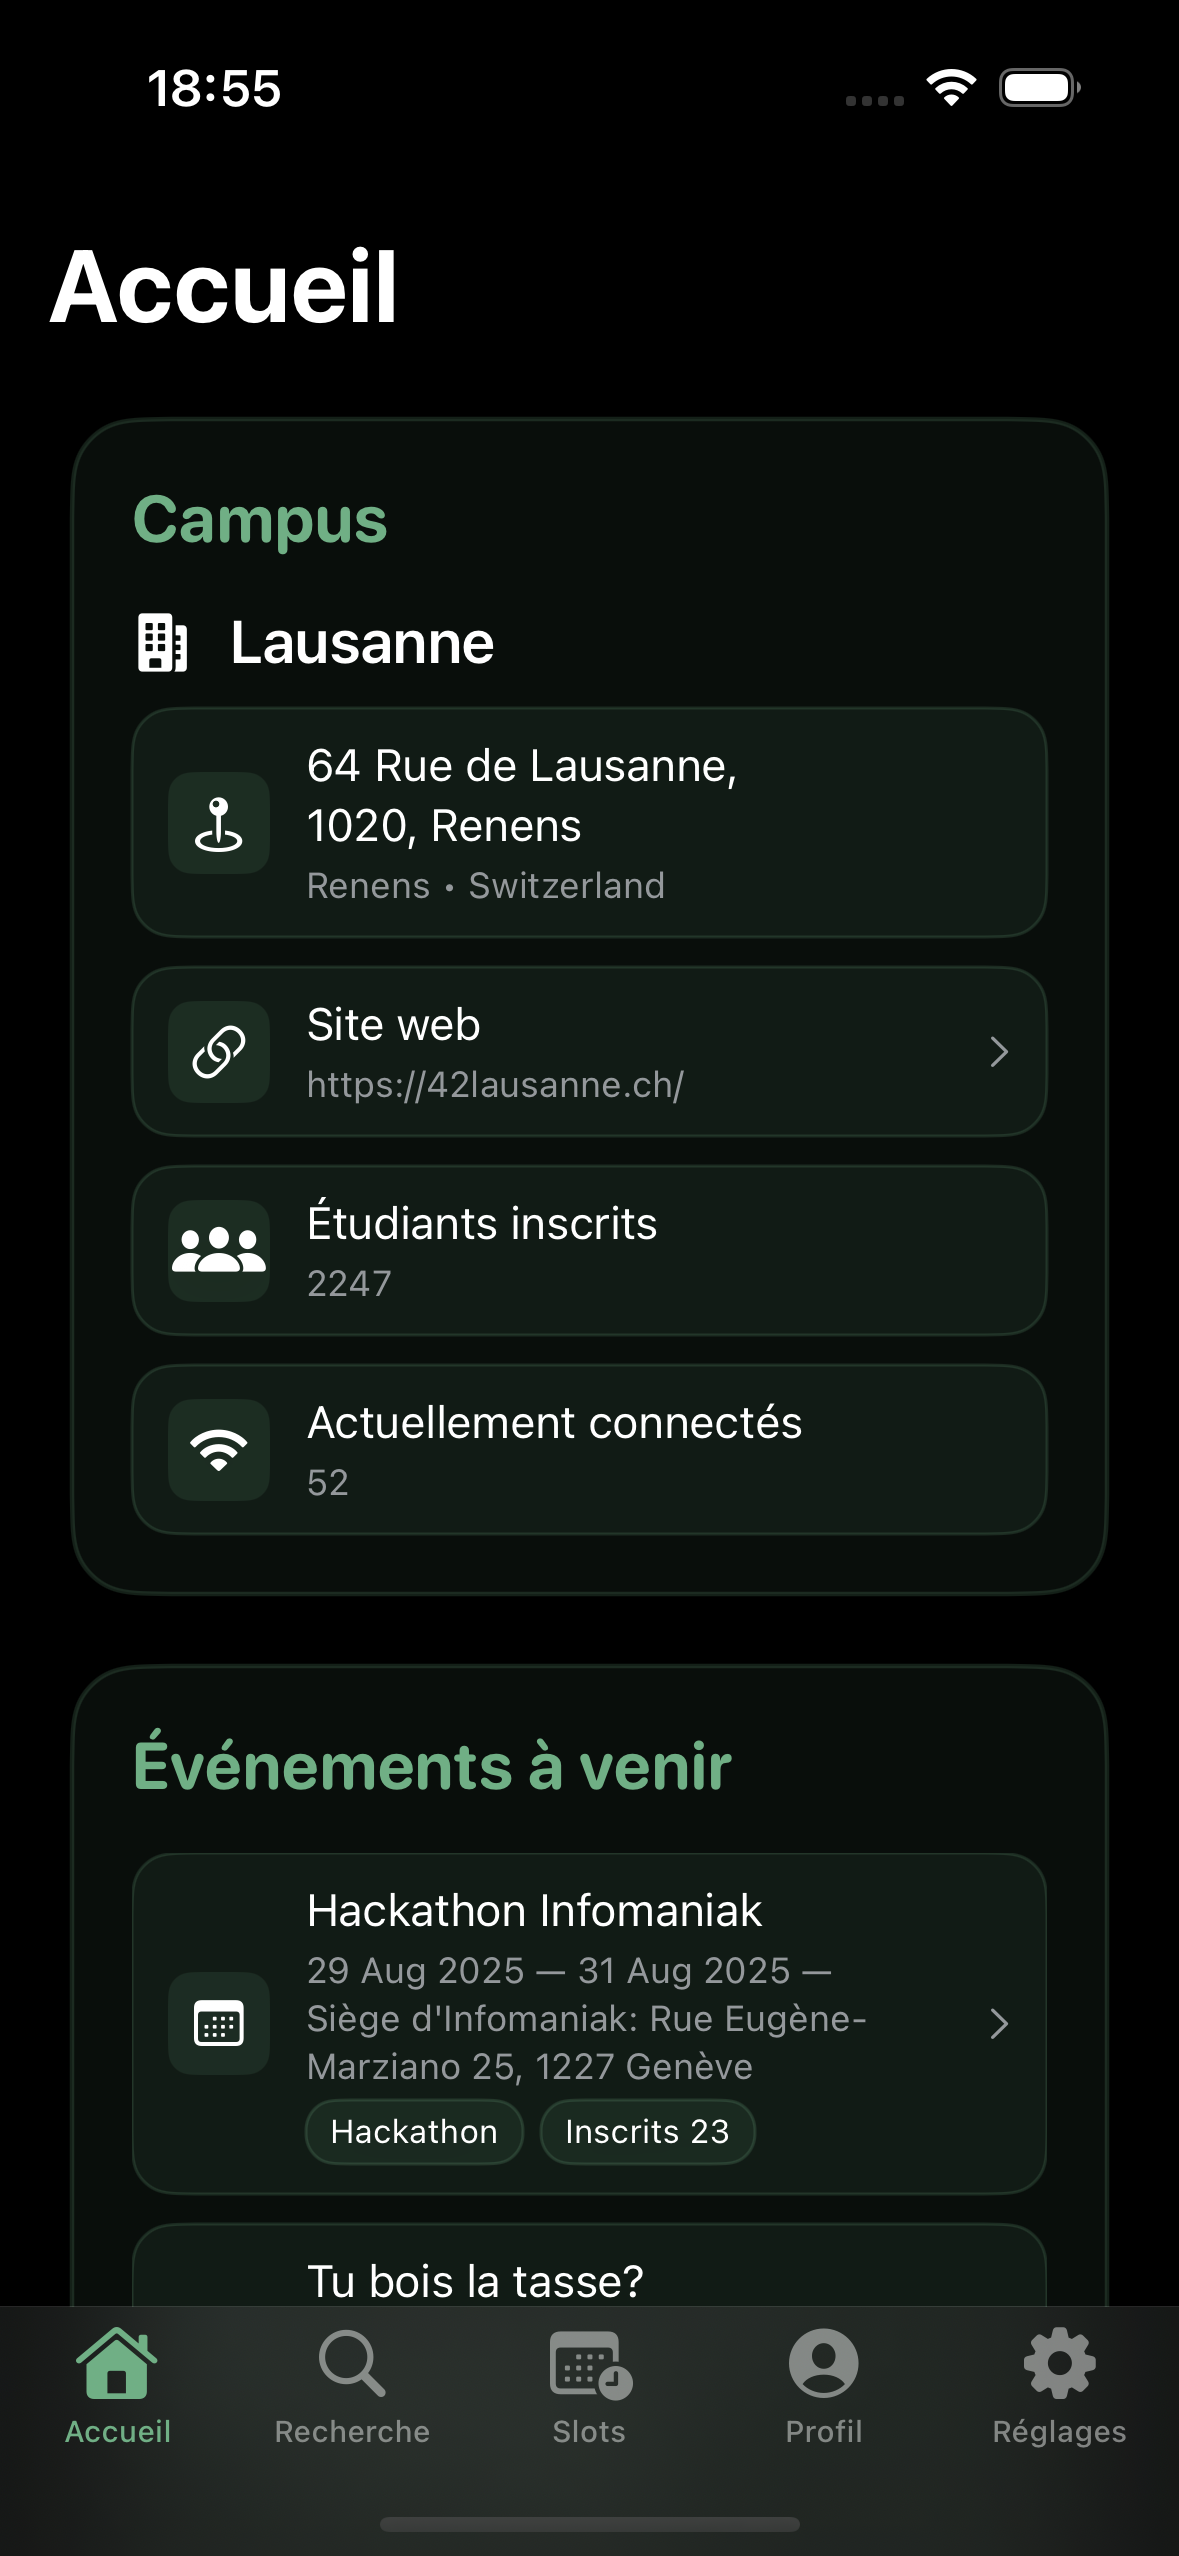 18:55
Accueil
Campus
Lausanne
64 Rue de Lausanne,
1020, Renens
Renens • Switzerland
Site web
https://42lausanne.ch/
Étudiants inscrits
2247
Actuellement connectés
52
Événements à venir
Hackathon Infomaniak
29 Aug 2025 — 31 Aug 2025 —
Siège d'Infomaniak: Rue Eugène-
Marziano 25, 1227 Genève
Hackathon Inscrits 23
Tu bois la tasse?
Accueil Recherche Slots Profil Réglages